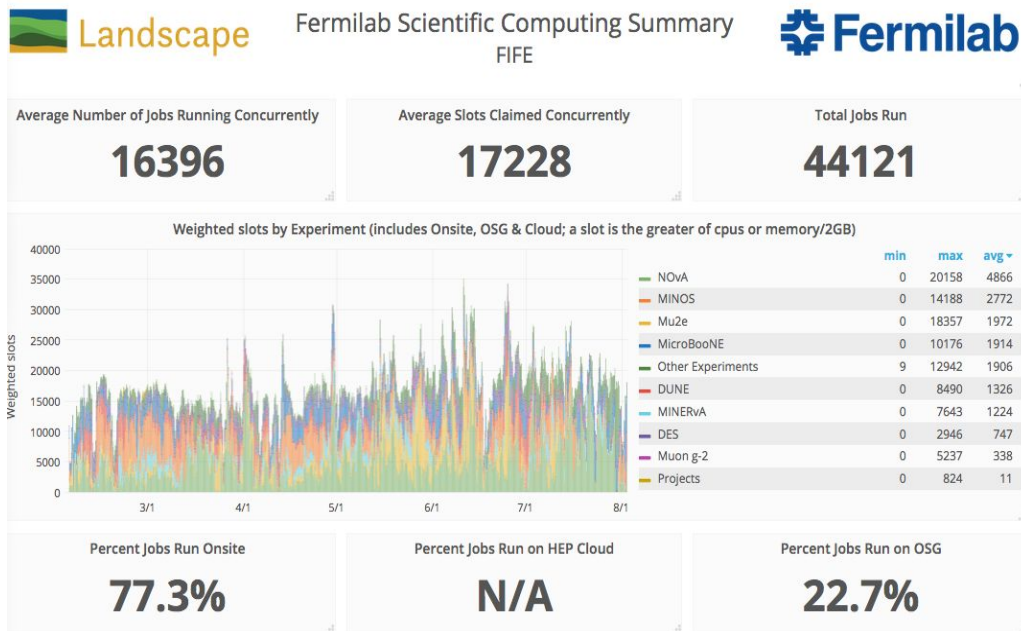 Landscape
Fermilab Scientific Computing Summary
FIFE
Fermilab
Average Number of Jobs Running Concurrently
16396
Average Slots Claimed Concurrently
17228
Total Jobs Run
44121
Weighted slots by Experiment (includes Onsite, OSG & Cloud; a slot is the greater of cpus or memory/2GB)
Weighted slots
40000
35000
30000
25000
20000
15000
10000
5000
0
3/1 4/1 5/1 6/1 7/1 8/1
min max avg
NOvA 0 20158 4866
MINOS 0 14188 2772
Mu2e 0 18357 1972
MicroBooNE 0 10176 1914
Other Experiments 9 12942 1906
DUNE 0 8490 1326
MINERvA 0 7643 1224
DES 0 2946 747
Muon g-2 0 5237 338
Projects 0 824 11
Percent Jobs Run Onsite
77.3%
Percent Jobs Run on HEP Cloud
N/A
Percent Jobs Run on OSG
22.7%